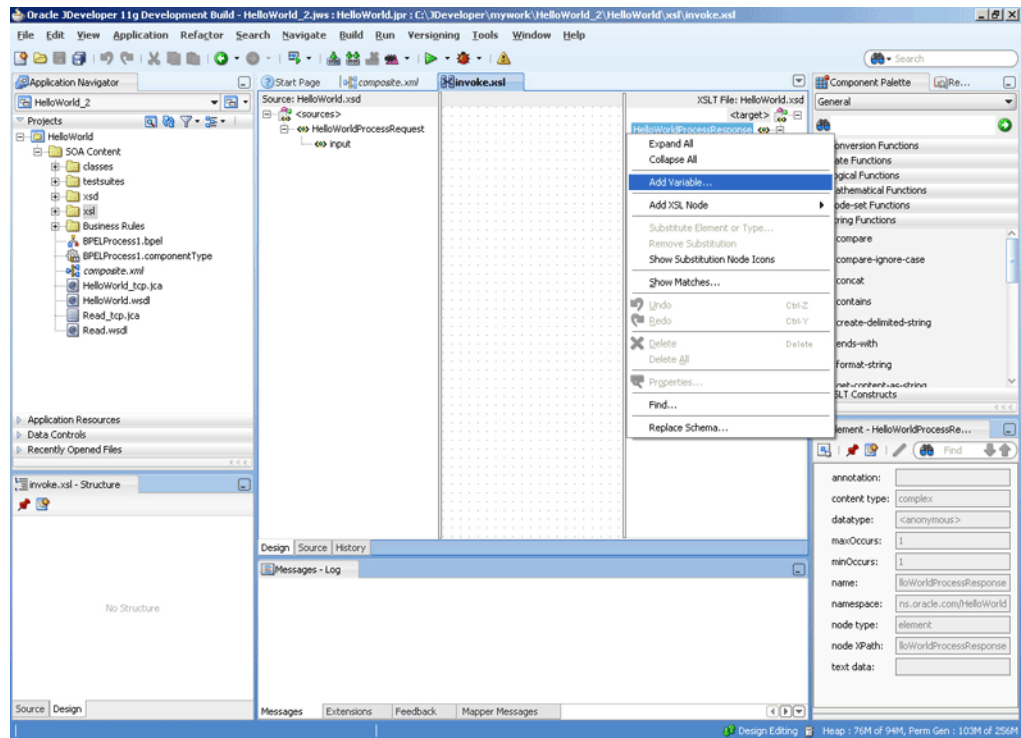 Oracle JDeveloper 11g Development Build - HelloWorld_2.jws : HelloWorld.jpr : C:\JDeveloper\mywork\HelloWorld_2\HelloWorld\xsl\invoke.xsl
File Edit View Application Refactor Search Navigate Build Run Versioning Tools Window Help
Search
Application Navigator
HelloWorld_2
Projects
HelloWorld
SOA Content
classes
testsuites
xsd
xsl
Business Rules
BPELProcess1.bpel
BPELProcess1.componentType
composite.xml
HelloWorld_tcp.jca
HelloWorld.wsdl
Read_tcp.jca
Read.wsdl
Application Resources
Data Controls
Recently Opened Files
invoke.xsl - Structure
No Structure
Source Design
Start Page composite.xml invoke.xsl
Source: HelloWorld.xsd XSLT File: HelloWorld.xsd
<sources> <target>
HelloWorldProcessRequest HelloWorldProcessResponse
input
Expand All
Collapse All
Add Variable...
Add XSL Node
Substitute Element or Type...
Remove Substitution
Show Substitution Node Icons
Show Matches...
Undo Ctrl-Z
Redo Ctrl-Y
Delete Delete
Delete All
Properties...
Find...
Replace Schema...
Design Source History
Messages - Log
Messages Extensions Feedback Mapper Messages
Component Palette Re...
General
onversion Functions
ate Functions
ogical Functions
athematical Functions
ode-set Functions
tring Functions
compare
compare-ignore-case
concat
contains
create-delimited-string
ends-with
format-string
get-content-as-string
SLT Constructs
lement - HelloWorldProcessRe...
Find
annotation:
content type: complex
datatype: <anonymous>
maxOccurs: 1
minOccurs: 1
name: lloWorldProcessResponse
namespace: ns.oracle.com/HelloWorld
node type: element
node XPath: lloWorldProcessResponse
text data:
Design Editing Heap : 76M of 94M, Perm Gen : 103M of 256M